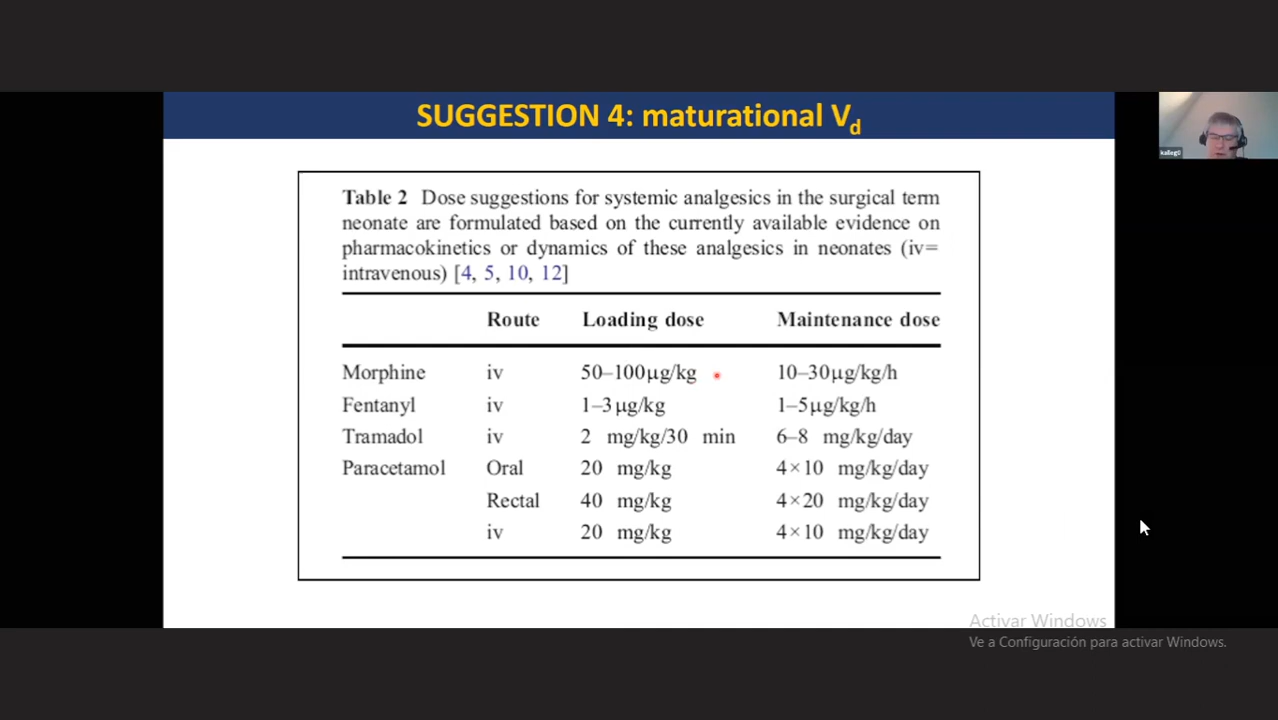 SUGGESTION 4: maturational Vd
kallegti
Table 2 Dose suggestions for systemic analgesics in the surgical term
neonate are formulated based on the currently available evidence on
pharmacokinetics or dynamics of these analgesics in neonates (iv=
intravenous) [4, 5, 10, 12]
Route Loading dose Maintenance dose
Morphine iv 50–100μg/kg 10–30μg/kg/h
Fentanyl iv 1–3μg/kg 1–5μg/kg/h
Tramadol iv 2 mg/kg/30 min 6–8 mg/kg/day
Paracetamol Oral 20 mg/kg 4×10 mg/kg/day
Rectal 40 mg/kg 4×20 mg/kg/day
iv 20 mg/kg 4×10 mg/kg/day
Activar Windows
Ve a Configuración para activar Windows.